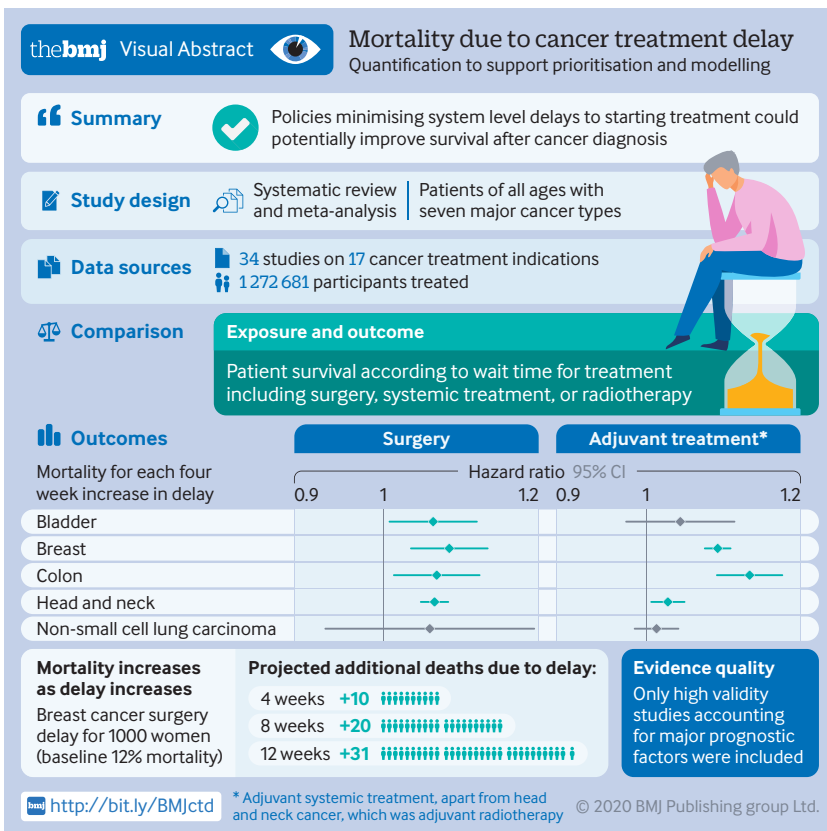 thebmj Visual Abstract
Mortality due to cancer treatment delay
Quantification to support prioritisation and modelling
Summary
Policies minimising system level delays to starting treatment could
potentially improve survival after cancer diagnosis
Study design
Systematic review
and meta-analysis
Patients of all ages with
seven major cancer types
Data sources
34 studies on 17 cancer treatment indications
1 272 681 participants treated
Comparison
Exposure and outcome
Patient survival according to wait time for treatment
including surgery, systemic treatment, or radiotherapy
Outcomes
Surgery
Adjuvant treatment*
Mortality for each four
week increase in delay
Hazard ratio 95% CI
0.9 1 1.2 0.9 1 1.2
Bladder
Breast
Colon
Head and neck
Non-small cell lung carcinoma
Mortality increases
as delay increases
Breast cancer surgery
delay for 1000 women
(baseline 12% mortality)
Projected additional deaths due to delay:
4 weeks +10
8 weeks +20
12 weeks +31
Evidence quality
Only high validity
studies accounting
for major prognostic
factors were included
bmj http://bit.ly/BMJctd
* Adjuvant systemic treatment, apart from head
and neck cancer, which was adjuvant radiotherapy
© 2020 BMJ Publishing group Ltd.